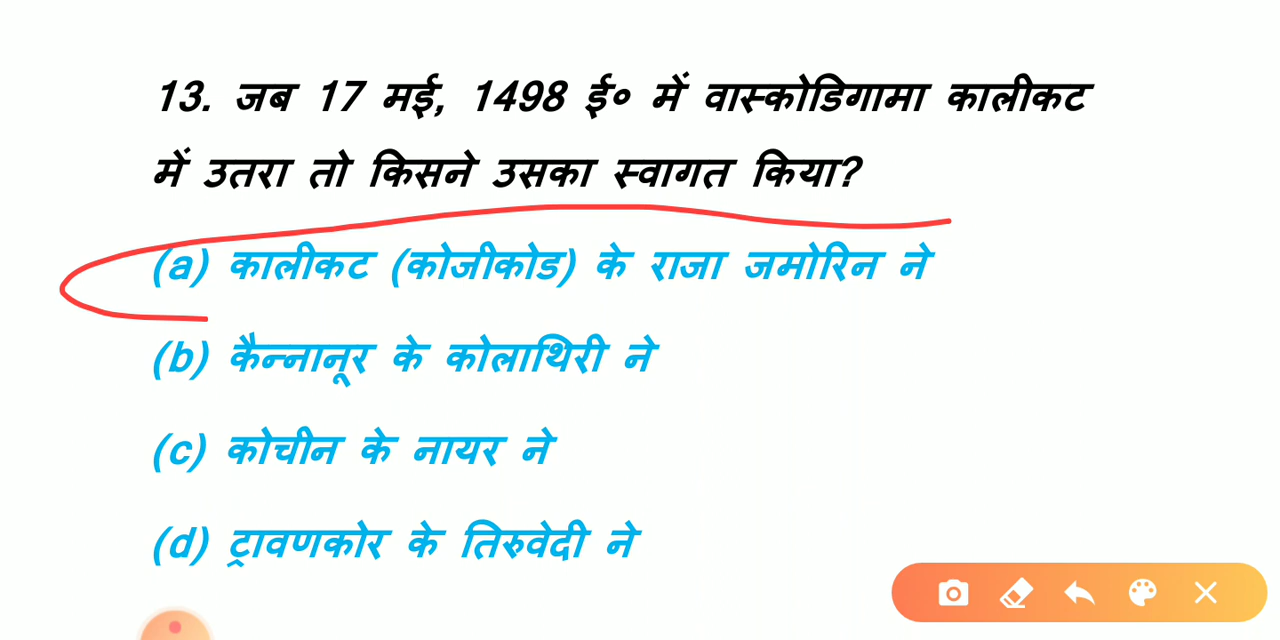 13. जब 17 मई, 1498 ई० में वास्कोडिगामा कालीकट
में उतरा तो किसने उसका स्वागत किया?
(a) कालीकट (कोजीकोड) के राजा जमोरिन ने
(b) कैन्नानूर के कोलाथिरी ने
(c) कोचीन के नायर ने
(d) ट्रावणकोर के तिरुवेदी ने